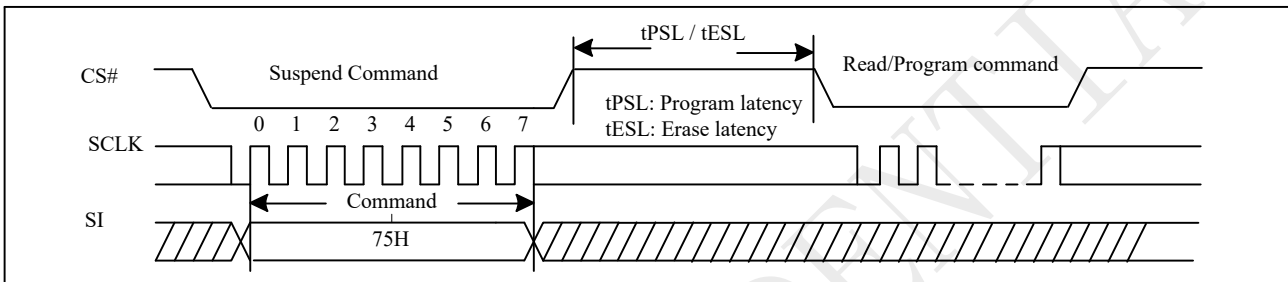 tPSL / tESL
CS#
Suspend Command
Read/Program command
tPSL: Program latency
tESL: Erase latency
0 1 2 3 4 5 6 7
SCLK
Command
SI
75H